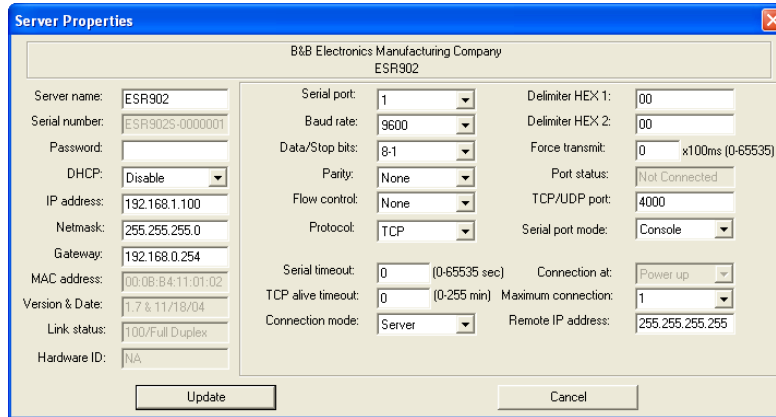 Server Properties
B&B Electronics Manufacturing Company
ESR902
Server name: ESR902
Serial number: ESR902S-0000001
Password:
DHCP: Disable
IP address: 192.168.1.100
Netmask: 255.255.255.0
Gateway: 192.168.0.254
MAC address: 00:0B:B4:11:01:02
Version & Date: 1.7 & 11/18/04
Link status: 100/Full Duplex
Hardware ID: NA
Serial port: 1
Baud rate: 9600
Data/Stop bits: 8-1
Parity: None
Flow control: None
Protocol: TCP
Serial timeout: 0 (0-65535 sec)
TCP alive timeout: 0 (0-255 min)
Connection mode: Server
Delimiter HEX 1: 00
Delimiter HEX 2: 00
Force transmit: 0 x100ms (0-65535)
Port status: Not Connected
TCP/UDP port: 4000
Serial port mode: Console
Connection at: Power up
Maximum connection: 1
Remote IP address: 255.255.255.255
Update
Cancel